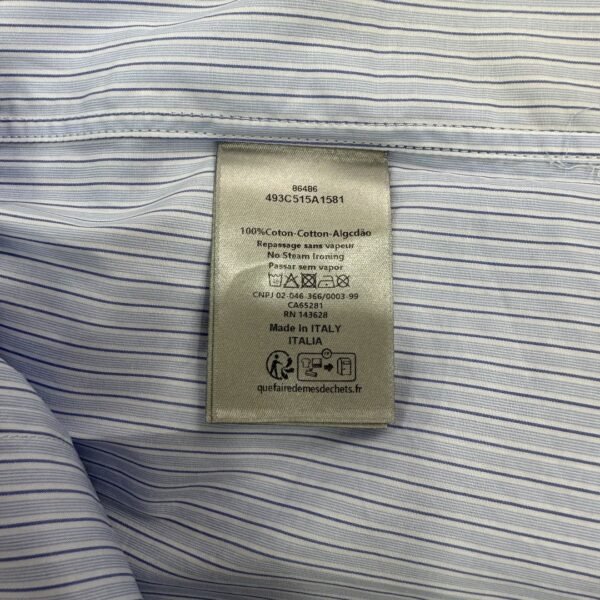 86486
493C515A1581
100%Coton-Cotton-Algodão
Repassage sans vapeur
No Steam Ironing
Passar sem vapor
CNPJ 02-046-366/0003-99
CA65281
RN 143628
Made in ITALY
ITALIA
quefairedemesdechets.fr